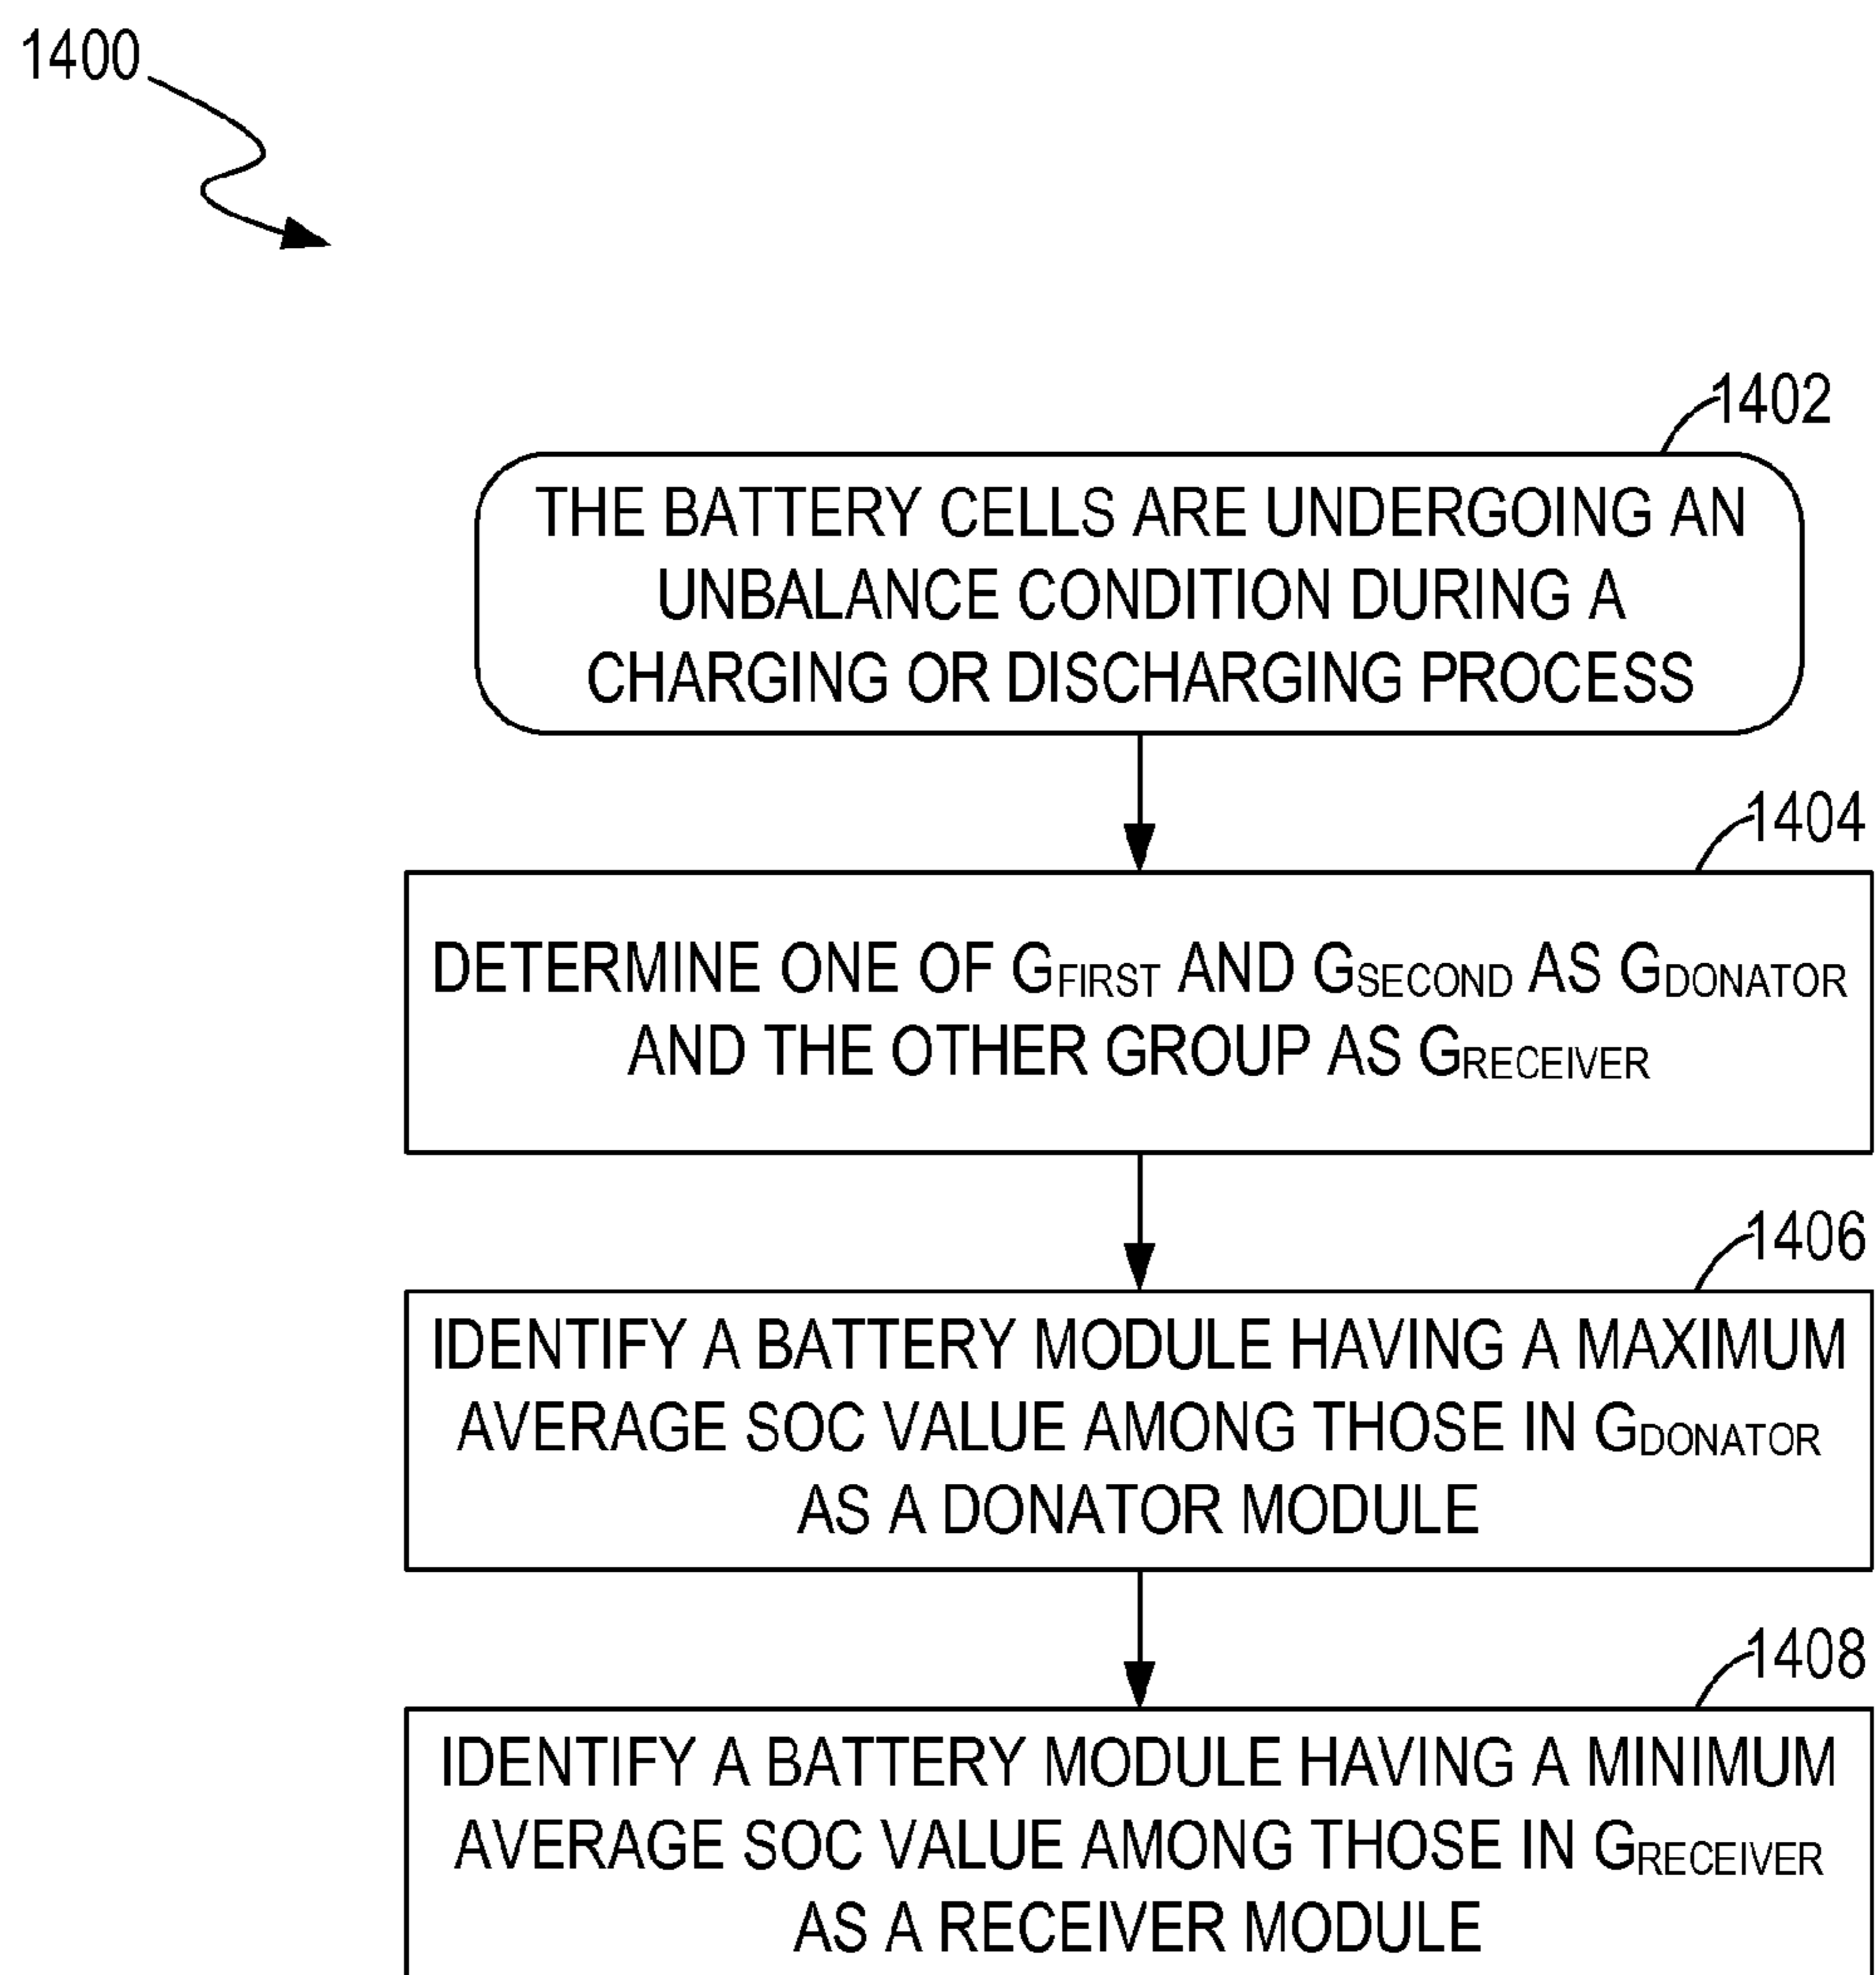 1400
1402
THE BATTERY CELLS ARE UNDERGOING AN
UNBALANCE CONDITION DURING A
CHARGING OR DISCHARGING PROCESS
1404
DETERMINE ONE OF GFIRST AND GSECOND AS GDONATOR
AND THE OTHER GROUP AS GRECEIVER
1406
IDENTIFY A BATTERY MODULE HAVING A MAXIMUM
AVERAGE SOC VALUE AMONG THOSE IN GDONATOR
AS A DONATOR MODULE
1408
IDENTIFY A BATTERY MODULE HAVING A MINIMUM
AVERAGE SOC VALUE AMONG THOSE IN GRECEIVER
AS A RECEIVER MODULE